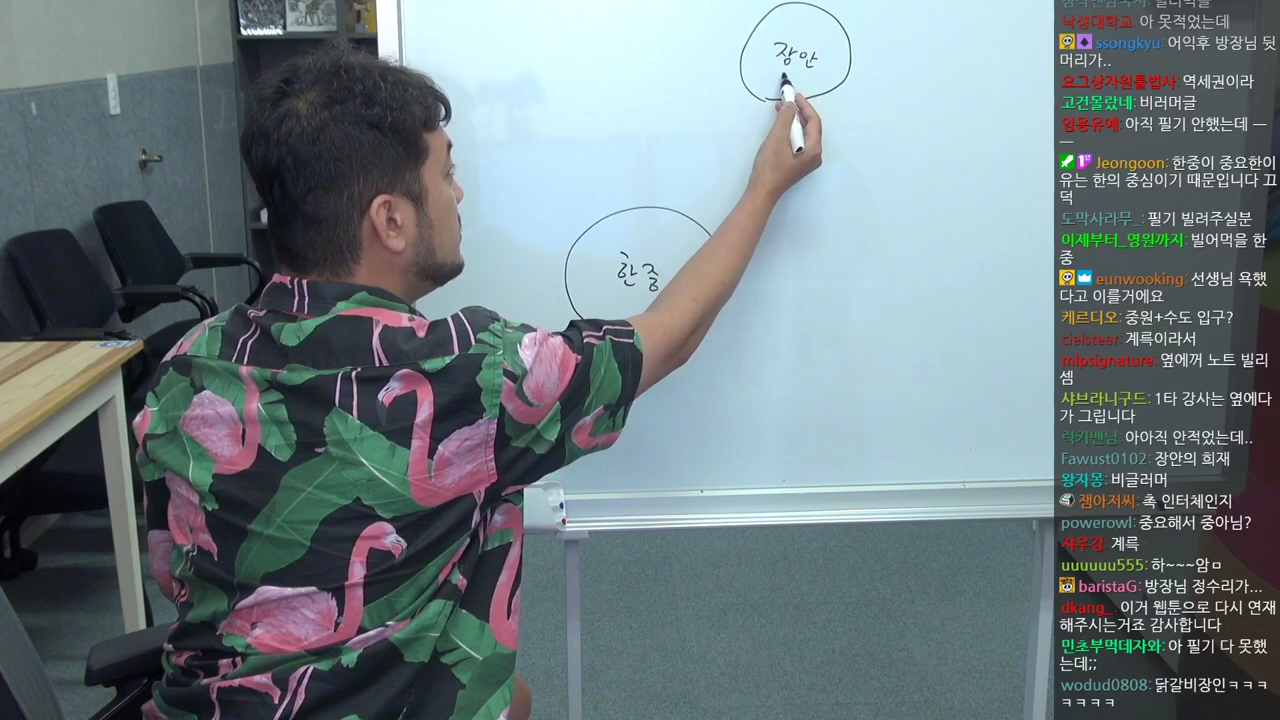 장안
한중
낙성대학교: 아 못적었는데
ssongkyu: 어익후 방장님 뒷
머리가..
요그상자원툴법사: 역세권이라
고건몰랐네: 비러머글
임용유예: 아직 필기 안했는데 ㅡ
ㅡ
Jeongoon: 한중이 중요한이
유는 한의 중심이기 때문입니다 끄
덕
도막사라무_: 필기 빌려주실분
이제부터_영원까지: 빌어먹을 한
중
eunwooking: 선생님 욕했
다고 이를거에요
케르디오: 중원+수도 입구?
cielstear: 계륵이라서
mlpsignature: 옆에꺼 노트 빌리
셈
샤브라니구드: 1타 강사는 옆에다
가 그립니다
럭키맨님: 아아직 안적었는데..
Fawust0102: 장안의 희재
왕자몽: 비글러머
잼아저씨: 촉 인터체인지
powerowl: 중요해서 중아님?
쟈우깅: 계륵
uuuuuu555: 하~~~암ㅁ
baristaG: 방장님 정수리가...
dkang_: 이거 웹툰으로 다시 연재
해주시는거죠 감사합니다
민초부먹데자와: 아 필기 다 못했
는데;;
wodud0808: 닭갈비장인ㅋㅋㅋ
ㅋㅋㅋㅋ